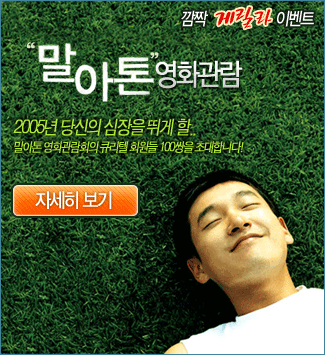 깜짝 게릴라 이벤트
“말아톤”영화관람
2005년 당신의 심장을 뛰게 할..
말아톤 영화관람회의 큐리텔 회원들 100쌍을 초대합니다!
자세히 보기